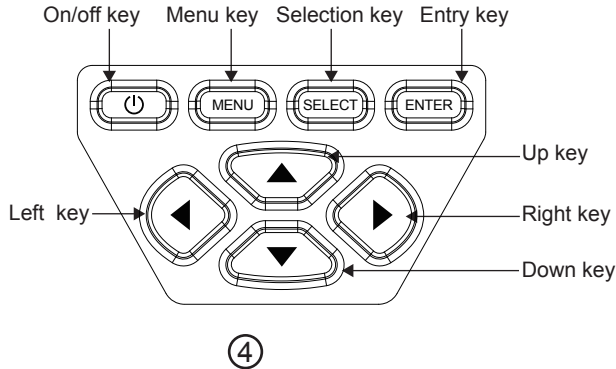 On/off key Menu key Selection key Entry key
MENU SELECT ENTER
Up key
Left key
Right key
Down key
④